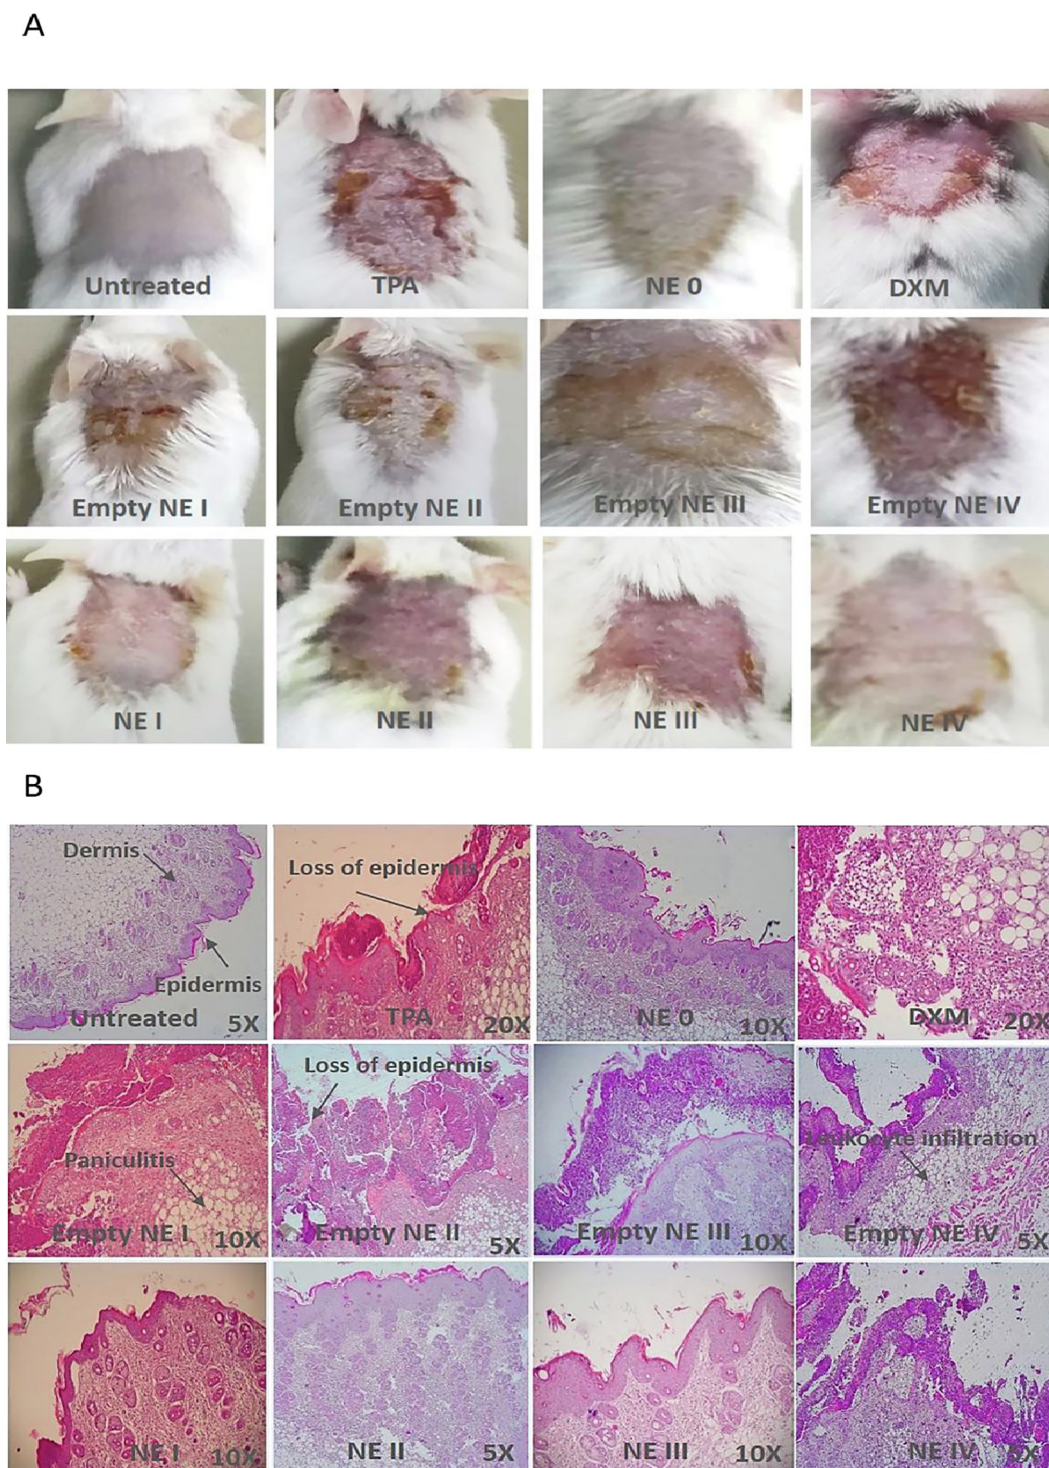 A
Untreated
TPA
NE 0
DXM
Empty NE I
Empty NE II
Empty NE III
Empty NE IV
NE I
NE II
NE III
NE IV
B
Dermis
Epidermis
Untreated
5X
Loss of epidermis
TPA
20X
NE 0
10X
DXM
20X
Paniculitis
Empty NE I
10X
Loss of epidermis
Empty NE II
5X
Empty NE III
10X
Leukocyte infiltration
Empty NE IV
5X
NE I
10X
NE II
5X
NE III
10X
NE IV
5X